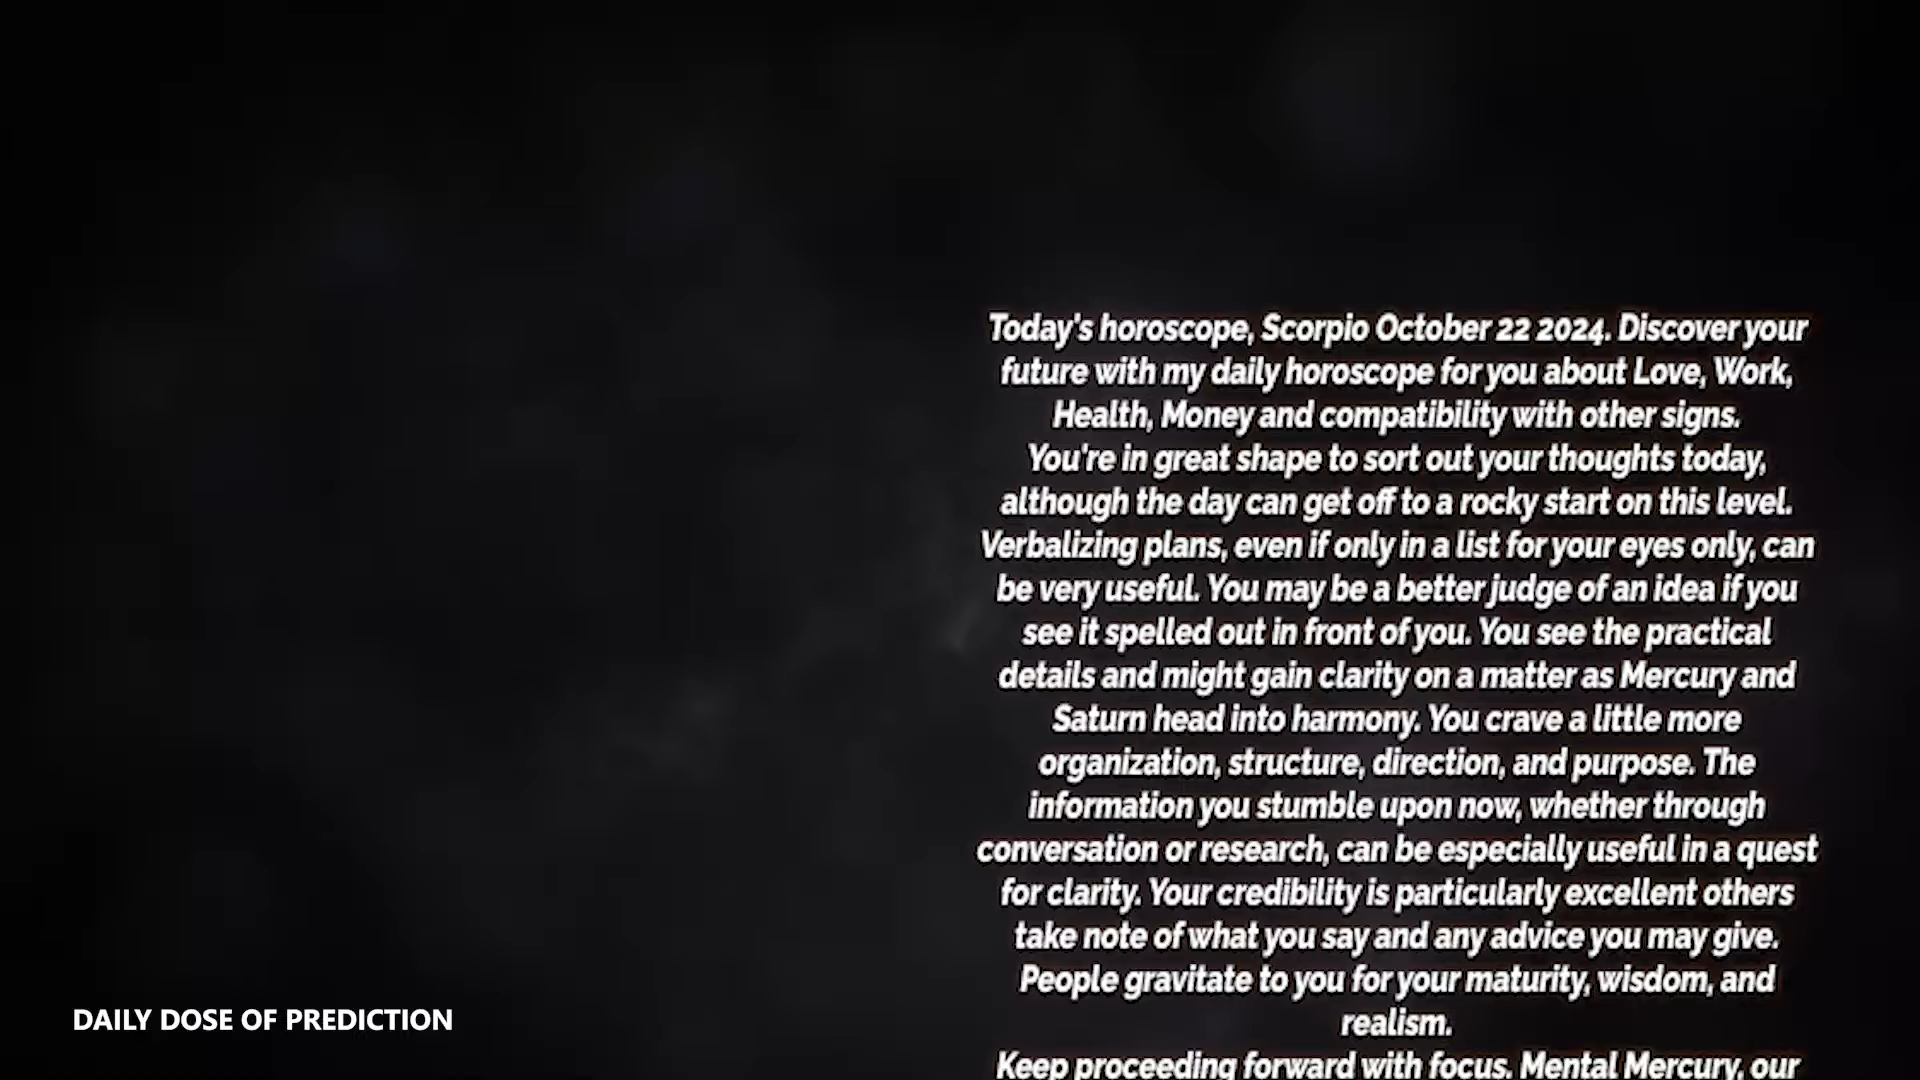 Today's horoscope, Scorpio October 22 2024. Discover your
future with my daily horoscope for you about Love, Work,
Health, Money and compatibility with other signs.
You're in great shape to sort out your thoughts today,
although the day can get off to a rocky start on this level.
Verbalizing plans, even if only in a list for your eyes only, can
be very useful. You may be a better judge of an idea if you
see it spelled out in front of you. You see the practical
details and might gain clarity on a matter as Mercury and
Saturn head into harmony. You crave a little more
organization, structure, direction, and purpose. The
information you stumble upon now, whether through
conversation or research, can be especially useful in a quest
for clarity. Your credibility is particularly excellent others
take note of what you say and any advice you may give.
People gravitate to you for your maturity, wisdom, and
realism.
Keep proceeding forward with focus. Mental Mercury, our
DAILY DOSE OF PREDICTION